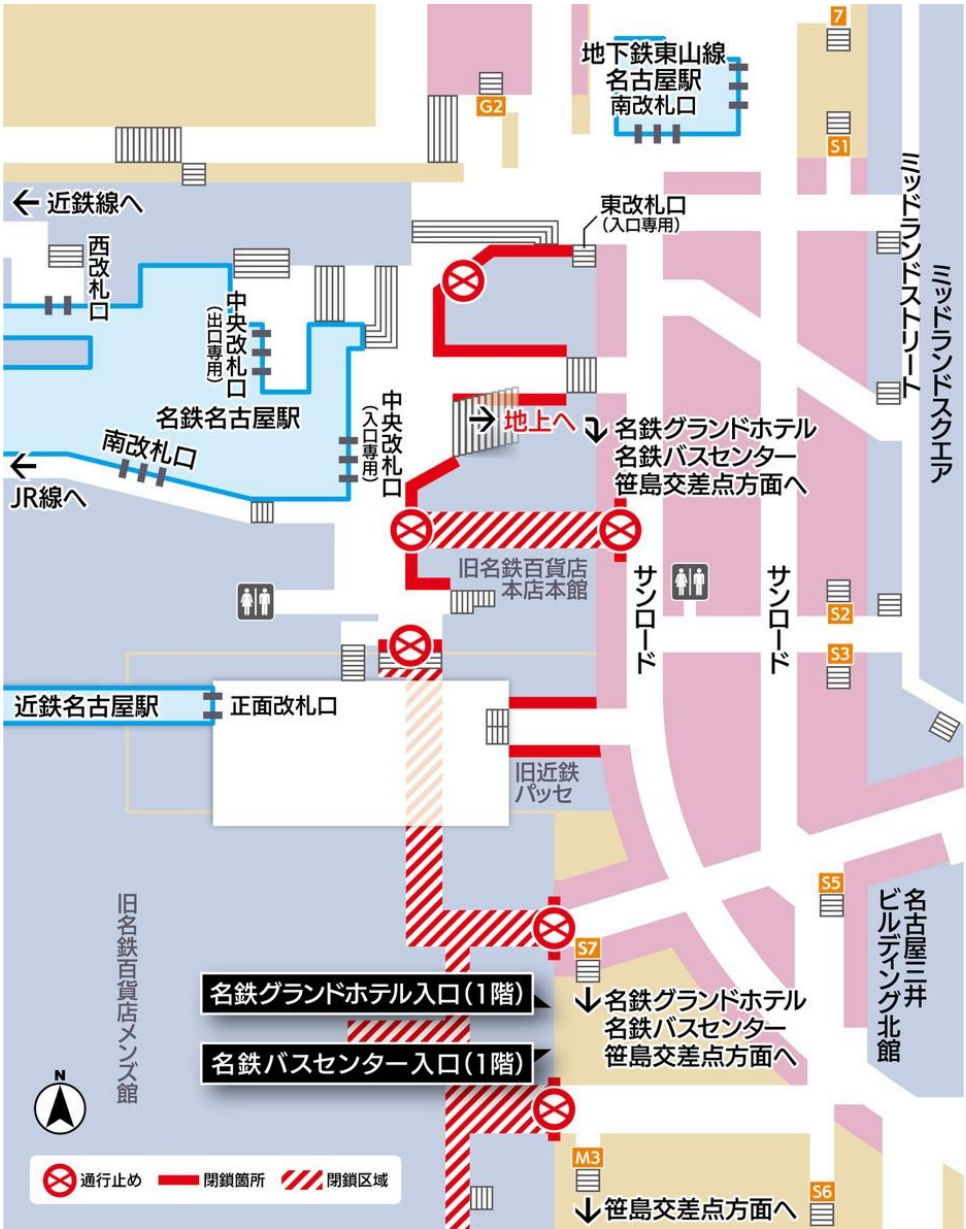 7
地下鉄東山線
名古屋駅
南改札口
G2
S1
ミッドランドストリート
ミッドランドスクエア
← 近鉄線へ
東改札口
(入口専用)
西改札口
中央改札口
(出口専用)
名鉄名古屋駅
中央改札口
(入口専用)
→ 地上へ
名鉄グランドホテル
名鉄バスセンター
笹島交差点方面へ
南改札口
←
JR線へ
旧名鉄百貨店
本店本館
サンロード
サンロード
S2
S3
近鉄名古屋駅
正面改札口
旧近鉄
パッセ
S5
名古屋三井
ビルディング北館
旧名鉄百貨店メンズ館
S7
名鉄グランドホテル入口(1階)
↓ 名鉄グランドホテル
名鉄バスセンター
笹島交差点方面へ
名鉄バスセンター入口(1階)
N
M3
S6
↓ 笹島交差点方面へ
通行止め
閉鎖箇所
閉鎖区域